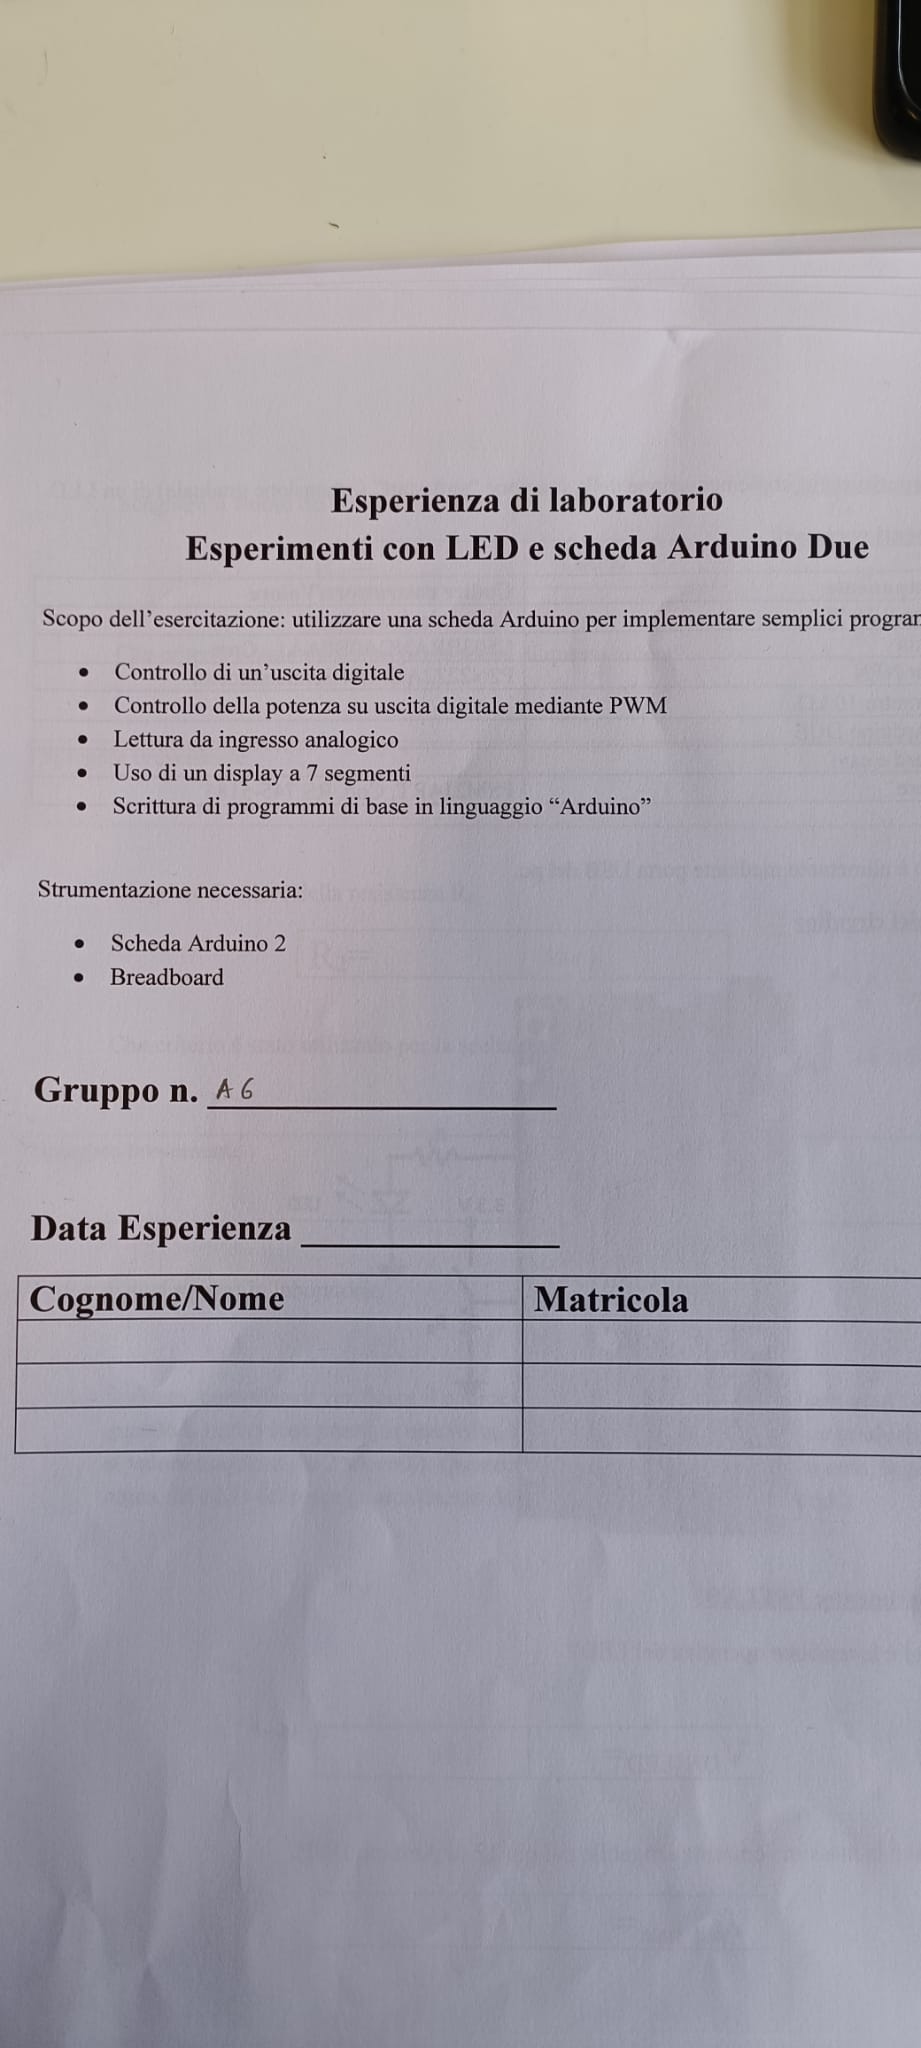 Esperienza di laboratorio
Esperimenti con LED e scheda Arduino Due
Scopo dell’esercitazione: utilizzare una scheda Arduino per implementare semplici
• Controllo di un’uscita digitale
• Controllo della potenza su uscita digitale mediante PWM
• Lettura da ingresso analogico
• Uso di un display a 7 segmenti
• Scrittura di programmi di base in linguaggio “Arduino”
Strumentazione necessaria:
• Scheda Arduino 2
• Breadboard
Gruppo n. A6
Data Esperienza
Cognome/Nome Matricola